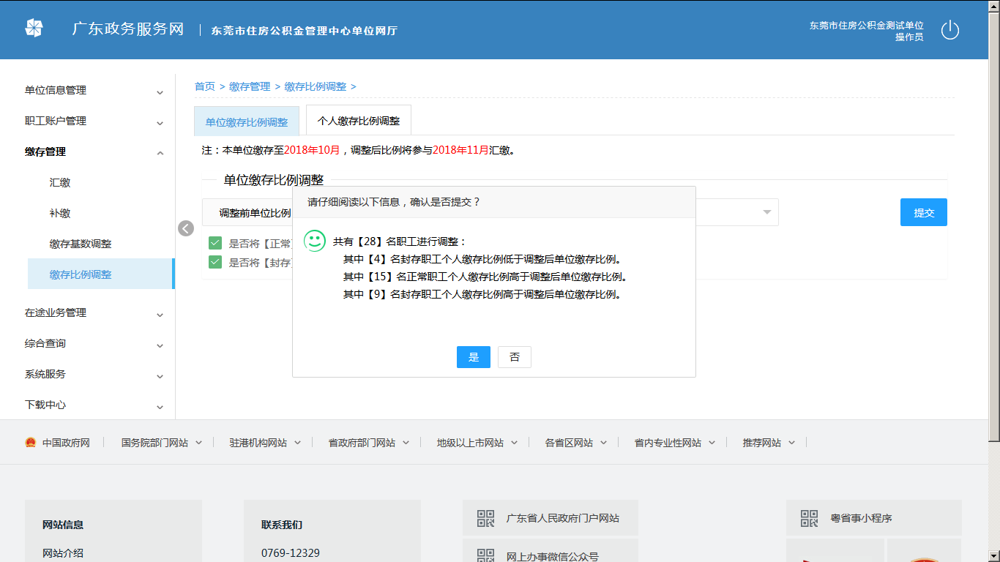 广东政务服务网
东莞市住房公积金管理中心单位网厅
东莞市住房公积金测试单位
操作员
单位信息管理
职工账户管理
缴存管理
汇缴
补缴
缴存基数调整
缴存比例调整
在途业务管理
综合查询
系统服务
下载中心
首页 > 缴存管理 > 缴存比例调整 >
单位缴存比例调整
个人缴存比例调整
注：本单位缴存至2018年10月，调整后比例将参与2018年11月汇缴。
单位缴存比例调整
调整前单位比例
提交
是否将【正常】
是否将【封存】
请仔细阅读以下信息，确认是否提交？
共有【28】名职工进行调整：
其中【4】名封存职工个人缴存比例低于调整后单位缴存比例。
其中【15】名正常职工个人缴存比例高于调整后单位缴存比例。
其中【9】名封存职工个人缴存比例高于调整后单位缴存比例。
是
否
中国政府网
国务院部门网站
驻港机构网站
省政府部门网站
地级以上市网站
各省区网站
省内专业性网站
推荐网站
网站信息
网站介绍
联系我们
0769-12329
广东省人民政府门户网站
网上办事微信公众号
粤省事小程序